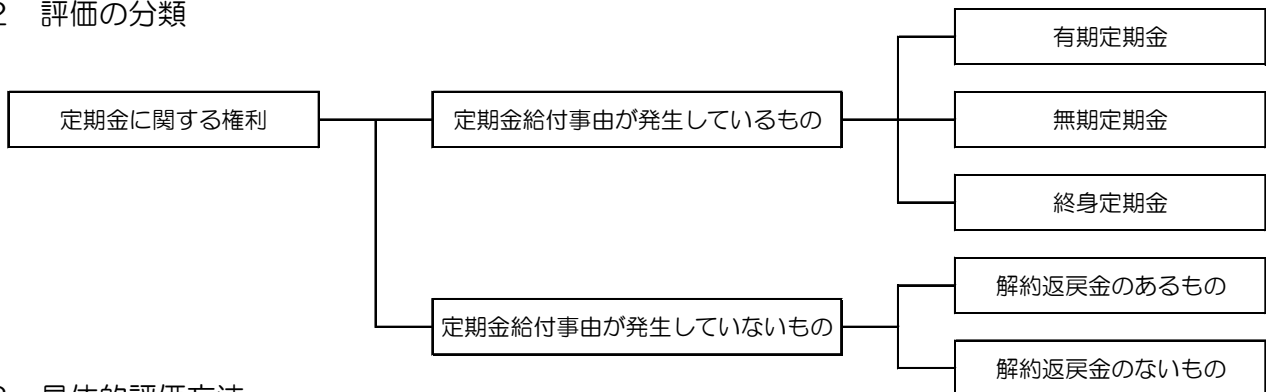 2 評価の分類
定期金に関する権利
定期金給付事由が発生しているもの
有期定期金
無期定期金
終身定期金
定期金給付事由が発生していないもの
解約返戻金のあるもの
解約返戻金のないもの
具体的評価方法